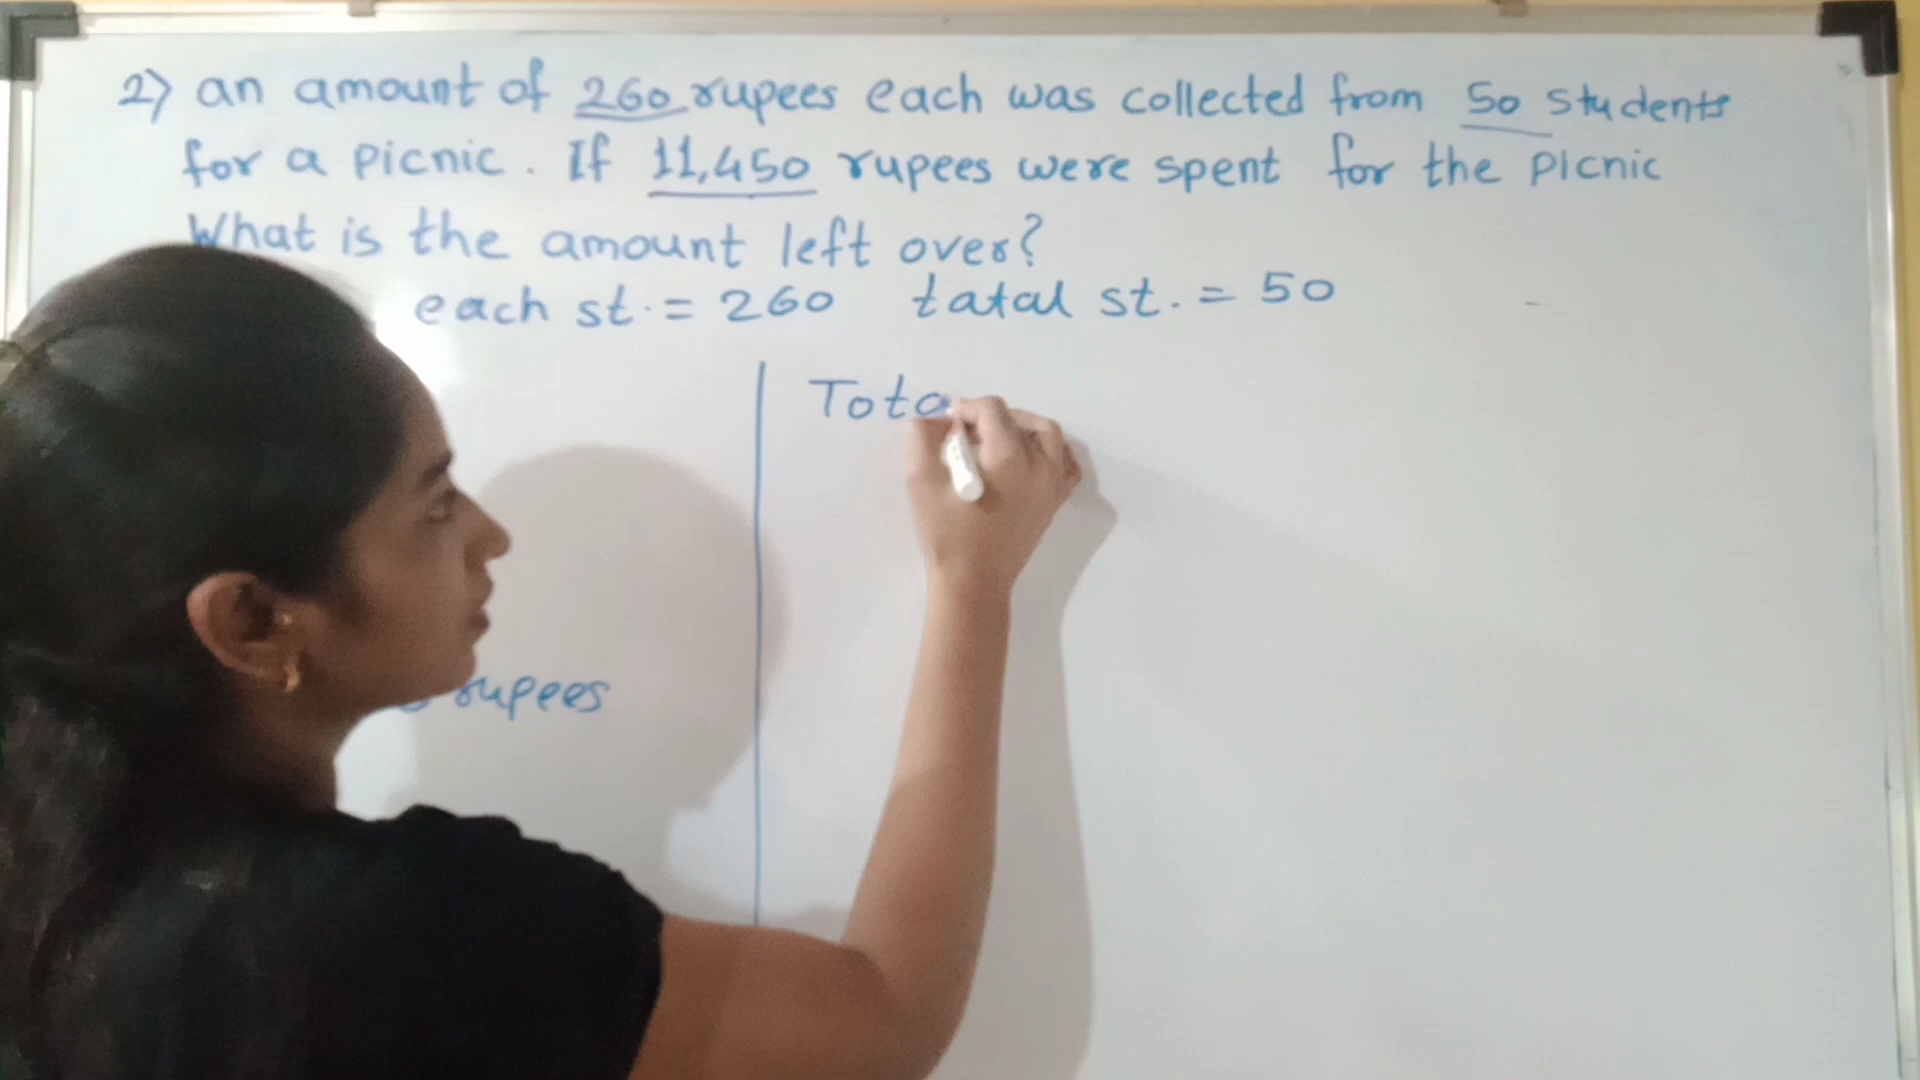 2) an amount of 260 rupees each was collected from 50 students
for a picnic. If 11,450 rupees were spent for the picnic
What is the amount left over?
each st. = 260 tatal st. = 50
Tota
rupees